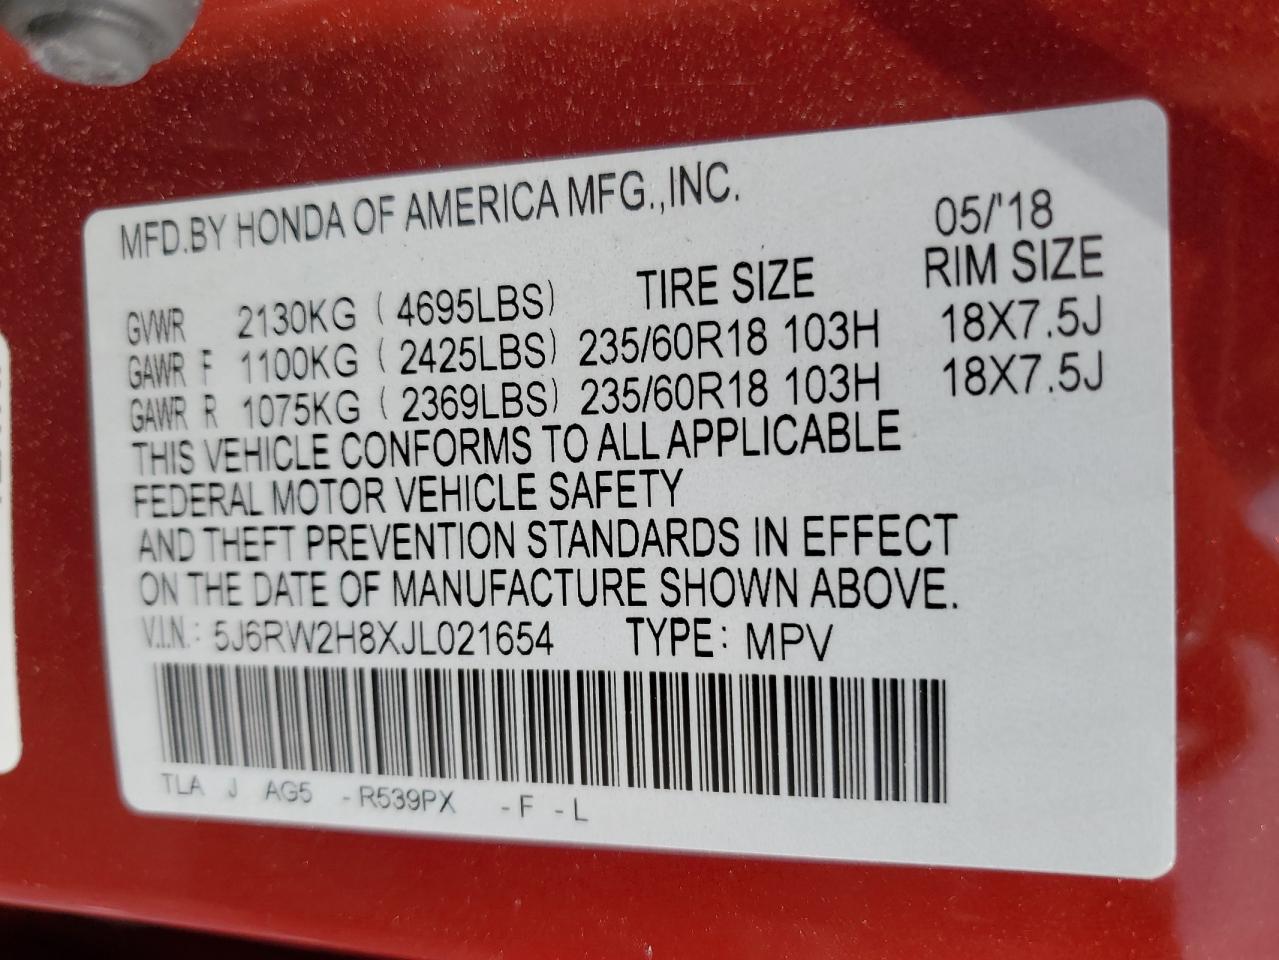 MFD.BY HONDA OF AMERICA MFG.,INC. 05/'18
TIRE SIZE RIM SIZE
GVWR 2130KG ( 4695LBS)
GAWR F 1100KG ( 2425LBS) 235/60R18 103H 18X7.5J
GAWR R 1075KG ( 2369LBS) 235/60R18 103H 18X7.5J
THIS VEHICLE CONFORMS TO ALL APPLICABLE
FEDERAL MOTOR VEHICLE SAFETY
AND THEFT PREVENTION STANDARDS IN EFFECT
ON THE DATE OF MANUFACTURE SHOWN ABOVE.
V.I.N.: 5J6RW2H8XJL021654 TYPE: MPV
TLA J AG5 -R539PX -F -L